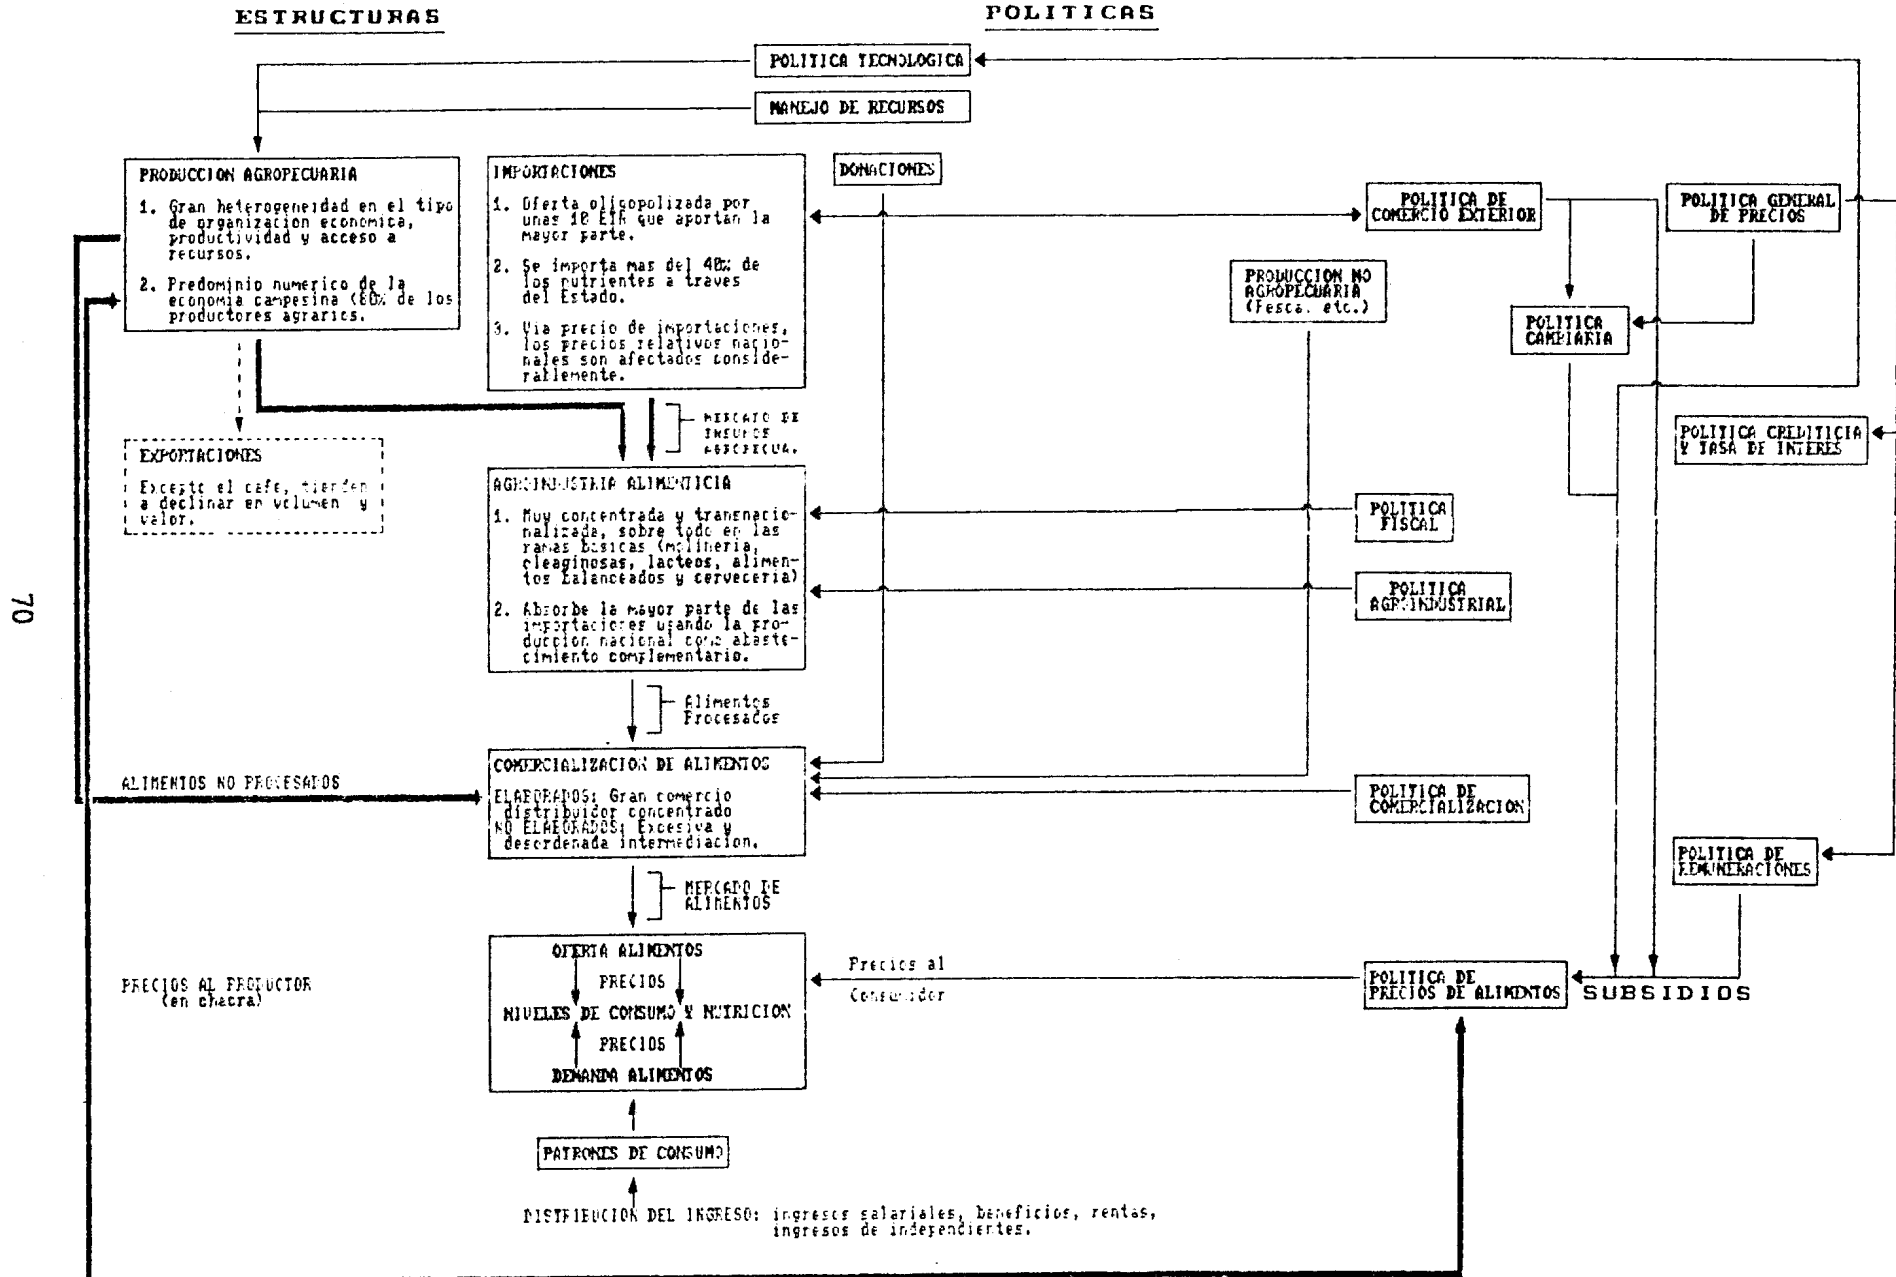 ESTRUCTURAS
POLITICAS
POLITICA TECNOLOGICA
MANEJO DE RECURSOS
PRODUCCION AGROPECUARIA
1. Gran heterogeneidad en el tipo
de organizacion economica,
productividad y acceso a
recursos.
2. Predominio numerico de la
economia campesina (80% de los
productores agrarios.
IMPORTACIONES
1. Oferta oligopolizada por
unas 10 ETN que aportan la
mayor parte.
2. Se importa mas del 40% de
los nutrientes a traves
del Estado.
3. Via precio de importaciones,
los precios relativos nacio-
nales son afectados conside-
rablemente.
DONACIONES
POLITICA DE
COMERCIO EXTERIOR
POLITICA GENERAL
DE PRECIOS
PRODUCCION NO
AGROPECUARIA
(Pesca, etc.)
POLITICA
CAMBIARIA
MERCADO DE
INSUMOS
AGROPECUA.
EXPORTACIONES
Excepto el cafe, tienden
a declinar en volumen y
valor.
POLITICA CREDITICIA
Y TASA DE INTERES
AGROINDUSTRIA ALIMENTICIA
1. Muy concentrada y transnacio-
nalizada, sobre todo en las
ramas basicas (molineria,
oleaginosas, lacteos, alimen-
tos balanceados y cerveceria)
2. Absorbe la mayor parte de las
importaciones usando la pro-
duccion nacional como abaste-
cimiento complementario.
POLITICA
FISCAL
POLITICA
AGROINDUSTRIAL
70
Alimentos
Procesados
COMERCIALIZACION DE ALIMENTOS
ELABORADOS: Gran comercio
distribuidor concentrado
NO ELABORADOS: Excesiva y
desordenada intermediacion.
ALIMENTOS NO PROCESADOS
POLITICA DE
COMERCIALIZACION
POLITICA DE
REMUNERACIONES
MERCADO DE
ALIMENTOS
OFERTA ALIMENTOS
PRECIOS
NIVELES DE CONSUMO Y NUTRICION
PRECIOS
DEMANDA ALIMENTOS
PRECIOS AL PRODUCTOR
(en chacra)
Precios al
Consumidor
POLITICA DE
PRECIOS DE ALIMENTOS
SUBSIDIOS
PATRONES DE CONSUMO
DISTRIBUCION DEL INGRESO: ingresos salariales, beneficios, rentas,
ingresos de independientes.